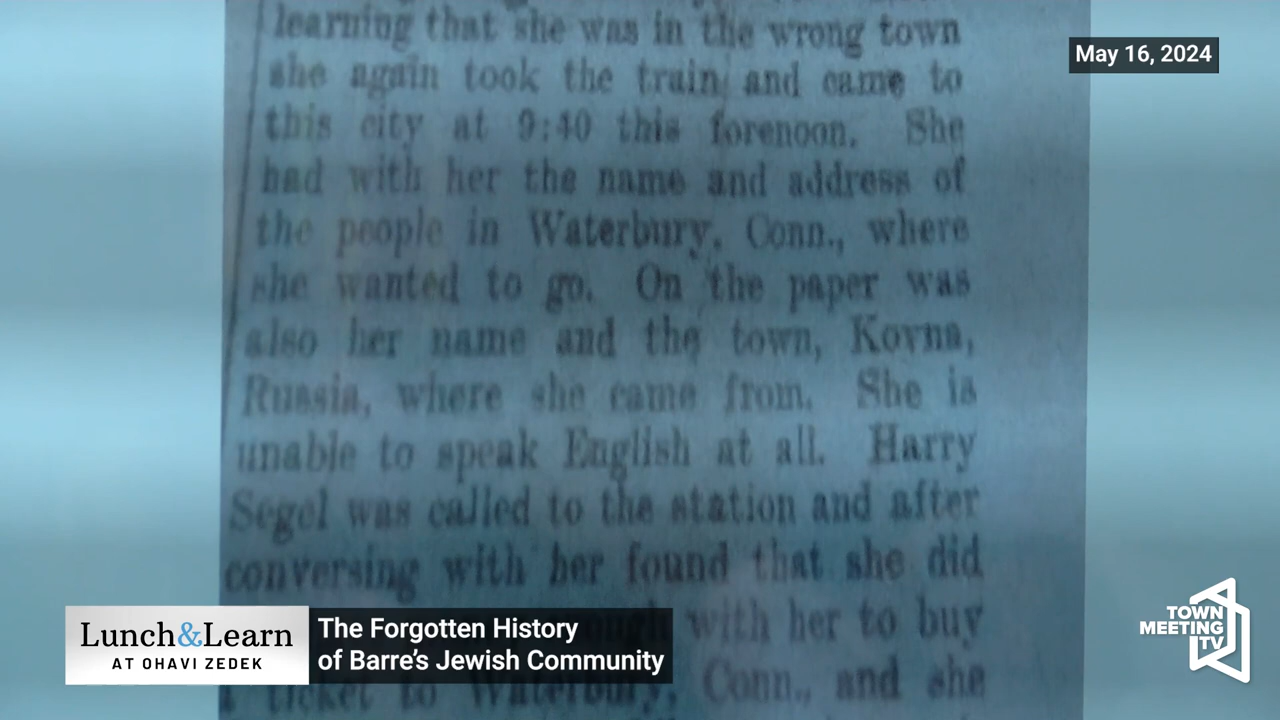 learning that she was in the wrong town
she again took the train and came to
this city at 9:40 this forenoon. She
had with her the name and address of
the people in Waterbury, Conn., where
she wanted to go. On the paper was
also her name and the town, Kovna,
Russia, where she came from. She is
unable to speak English at all. Harry
Segel was called to the station and after
conversing with her found that she did
with her to buy
a ticket to Waterbury, Conn., and she
May 16, 2024
Lunch&Learn
AT OHAVI ZEDEK
The Forgotten History
of Barre's Jewish Community
TOWN
MEETING
TV